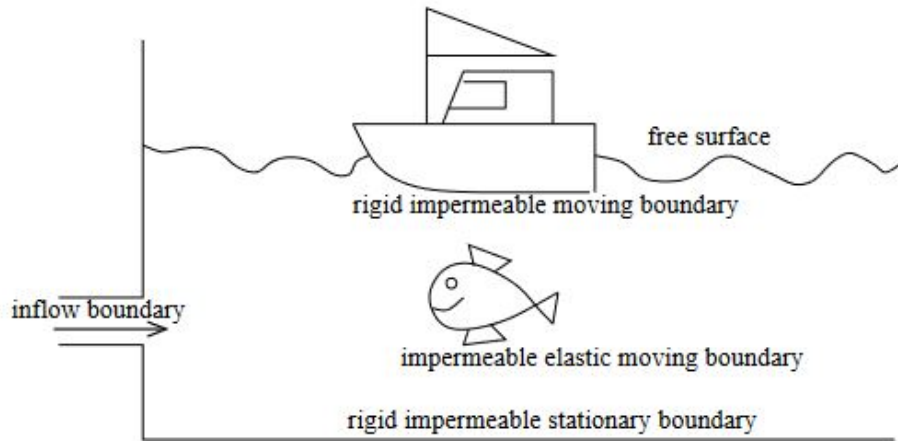 free surface
rigid impermeable moving boundary
inflow boundary
impermeable elastic moving boundary
rigid impermeable stationary boundary